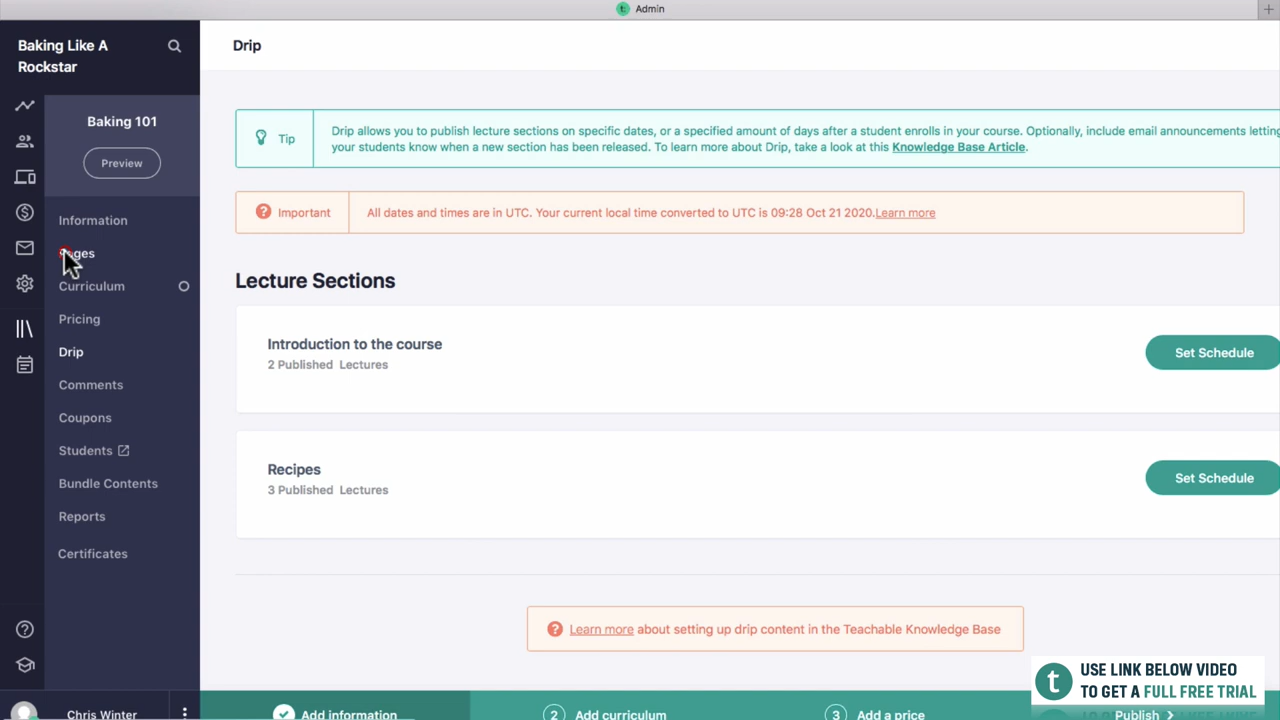 Admin
Baking Like A
Rockstar
Baking 101
Preview
Information
Pages
Curriculum
Pricing
Drip
Comments
Coupons
Students
Bundle Contents
Reports
Certificates
Chris Winter
Drip
Tip
Drip allows you to publish lecture sections on specific dates, or a specified amount of days after a student enrolls in your course. Optionally, include email announcements letting
your students know when a new section has been released. To learn more about Drip, take a look at this Knowledge Base Article.
Important
All dates and times are in UTC. Your current local time converted to UTC is 09:28 Oct 21 2020.Learn more
Lecture Sections
Introduction to the course
2 Published Lectures
Set Schedule
Recipes
3 Published Lectures
Set Schedule
Learn more about setting up drip content in the Teachable Knowledge Base
Add information
2 Add curriculum
3 Add a price
Publish
t
USE LINK BELOW VIDEO
TO GET A FULL FREE TRIAL